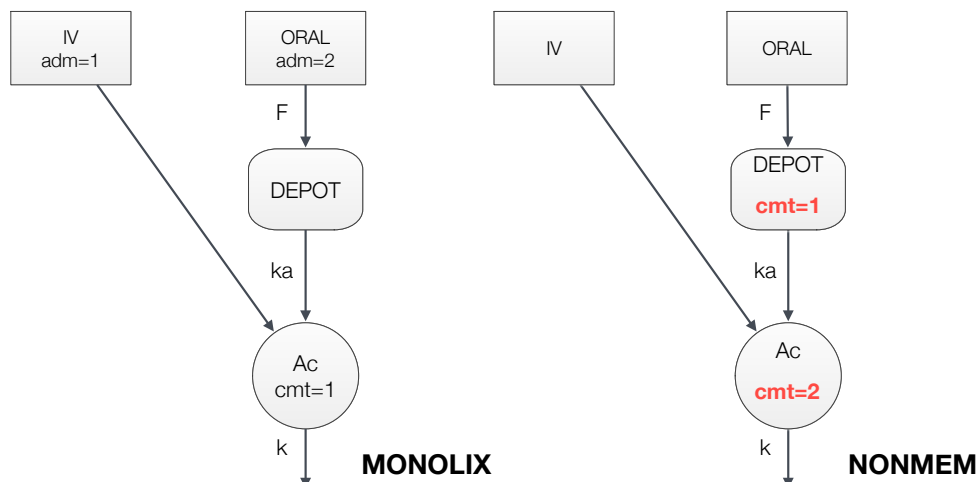 IV
adm=1
ORAL
adm=2
F
DEPOT
ka
Ac
cmt=1
k
MONOLIX
IV
ORAL
F
DEPOT
cmt=1
ka
Ac
cmt=2
k
NONMEM